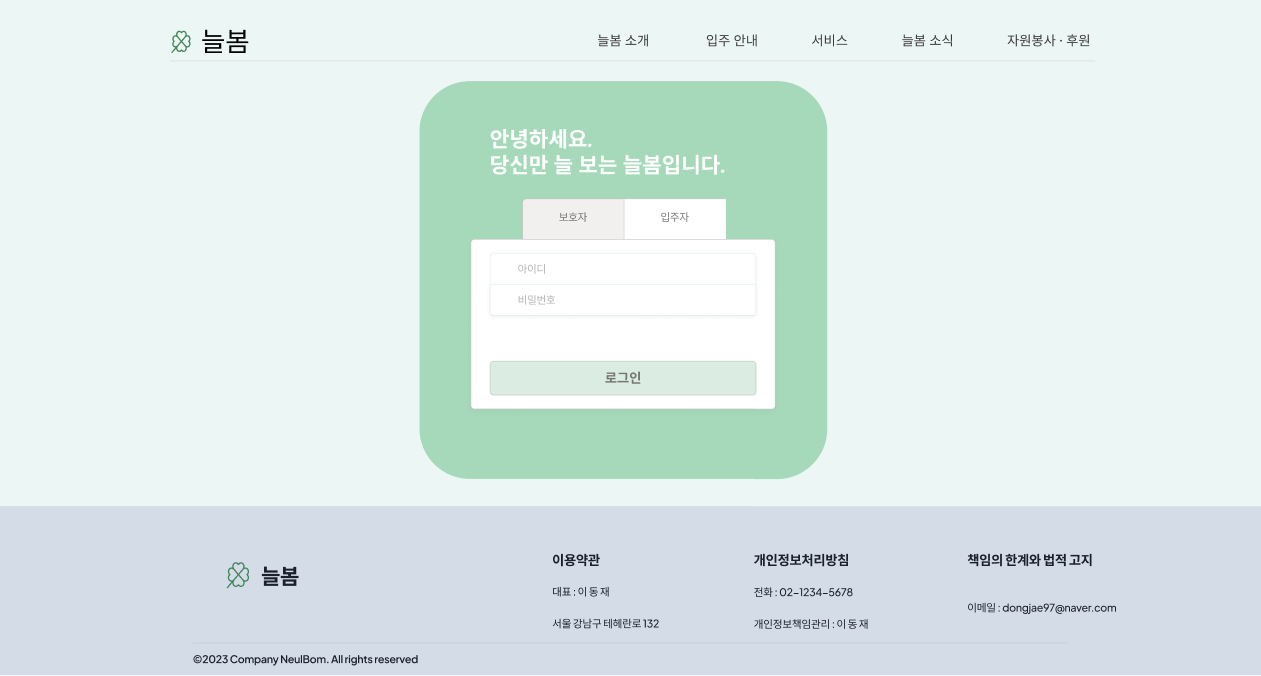 늘봄
늘봄 소개
입주 안내
서비스
늘봄 소식
자원봉사 · 후원
안녕하세요.
당신만 늘 보는 늘봄입니다.
보호자
입주자
아이디
비밀번호
로그인
늘봄
이용약관
대표 : 이 동 재
서울 강남구 테헤란로 132
개인정보처리방침
전화 : 02-1234-5678
개인정보책임관리 : 이 동 재
책임의 한계와 법적 고지
이메일 : dongjae97@naver.com
©2023 Company NeulBom. All rights reserved